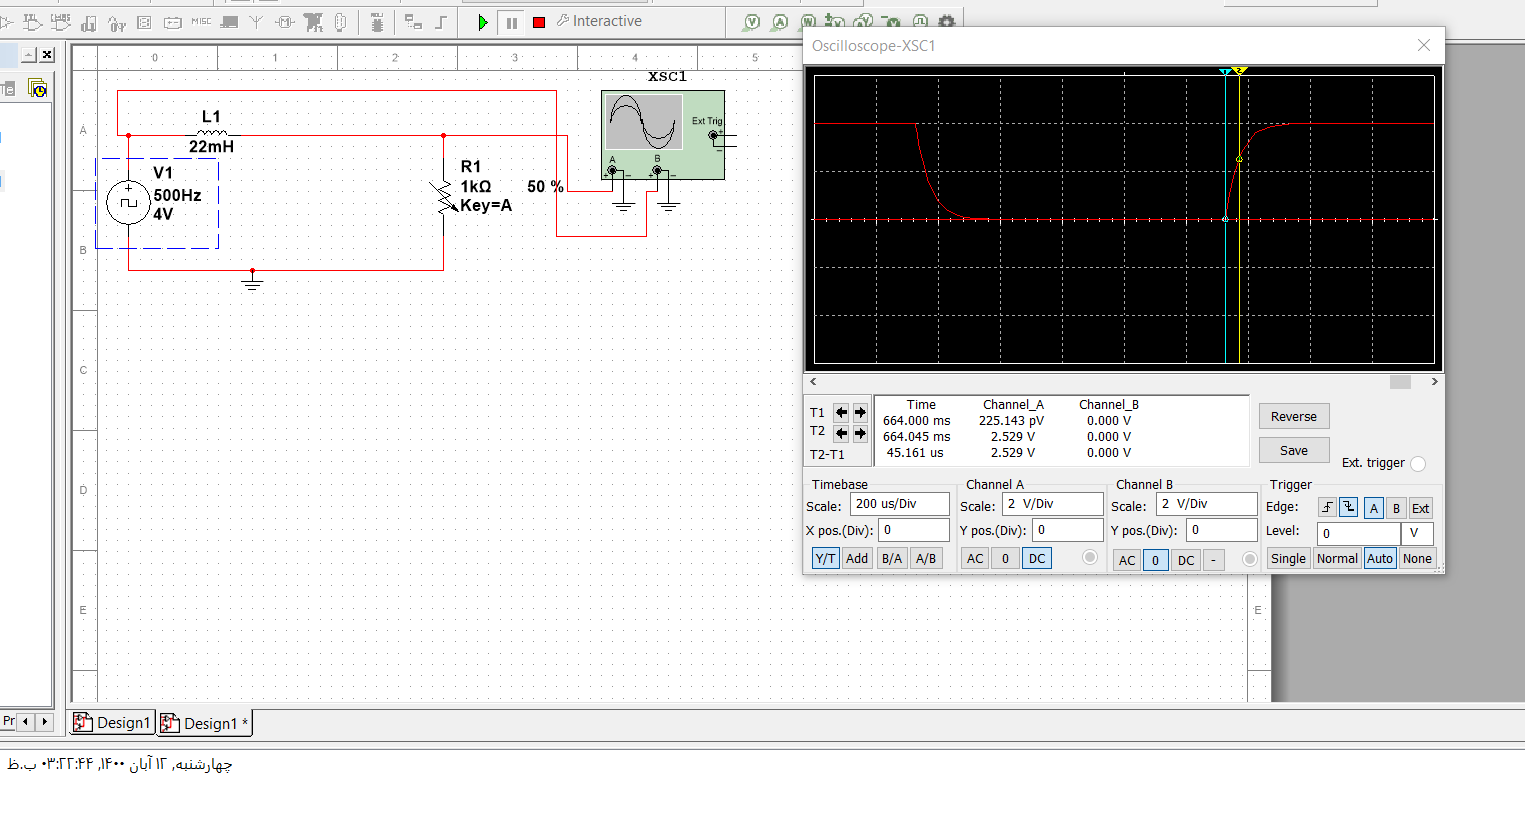 MISC
Interactive
Oscilloscope-XSC1
0
1
2
3
4
5
XSC1
A
L1
22mH
Ext Trig
+
−
A
B
+
−
+
−
V1
500Hz
4V
R1
1kΩ
50 %
Key=A
B
C
D
E
E
1
2
T1
T2
T2-T1
Time Channel_A Channel_B
664.000 ms 225.143 pV 0.000 V
664.045 ms 2.529 V 0.000 V
45.161 us 2.529 V 0.000 V
Reverse
Save
Ext. trigger
Timebase
Scale: 200 us/Div
X pos.(Div): 0
Y/T Add B/A A/B
Channel A
Scale: 2 V/Div
Y pos.(Div): 0
AC 0 DC
Channel B
Scale: 2 V/Div
Y pos.(Div): 0
AC 0 DC -
Trigger
Edge: A B Ext
Level: 0 V
Single Normal Auto None
Pr
Design1
Design1 *
چهارشنبه, ۱۲ آبان ۱۴۰۰, ۰۳:۲۲:۴۴ ب.ظ